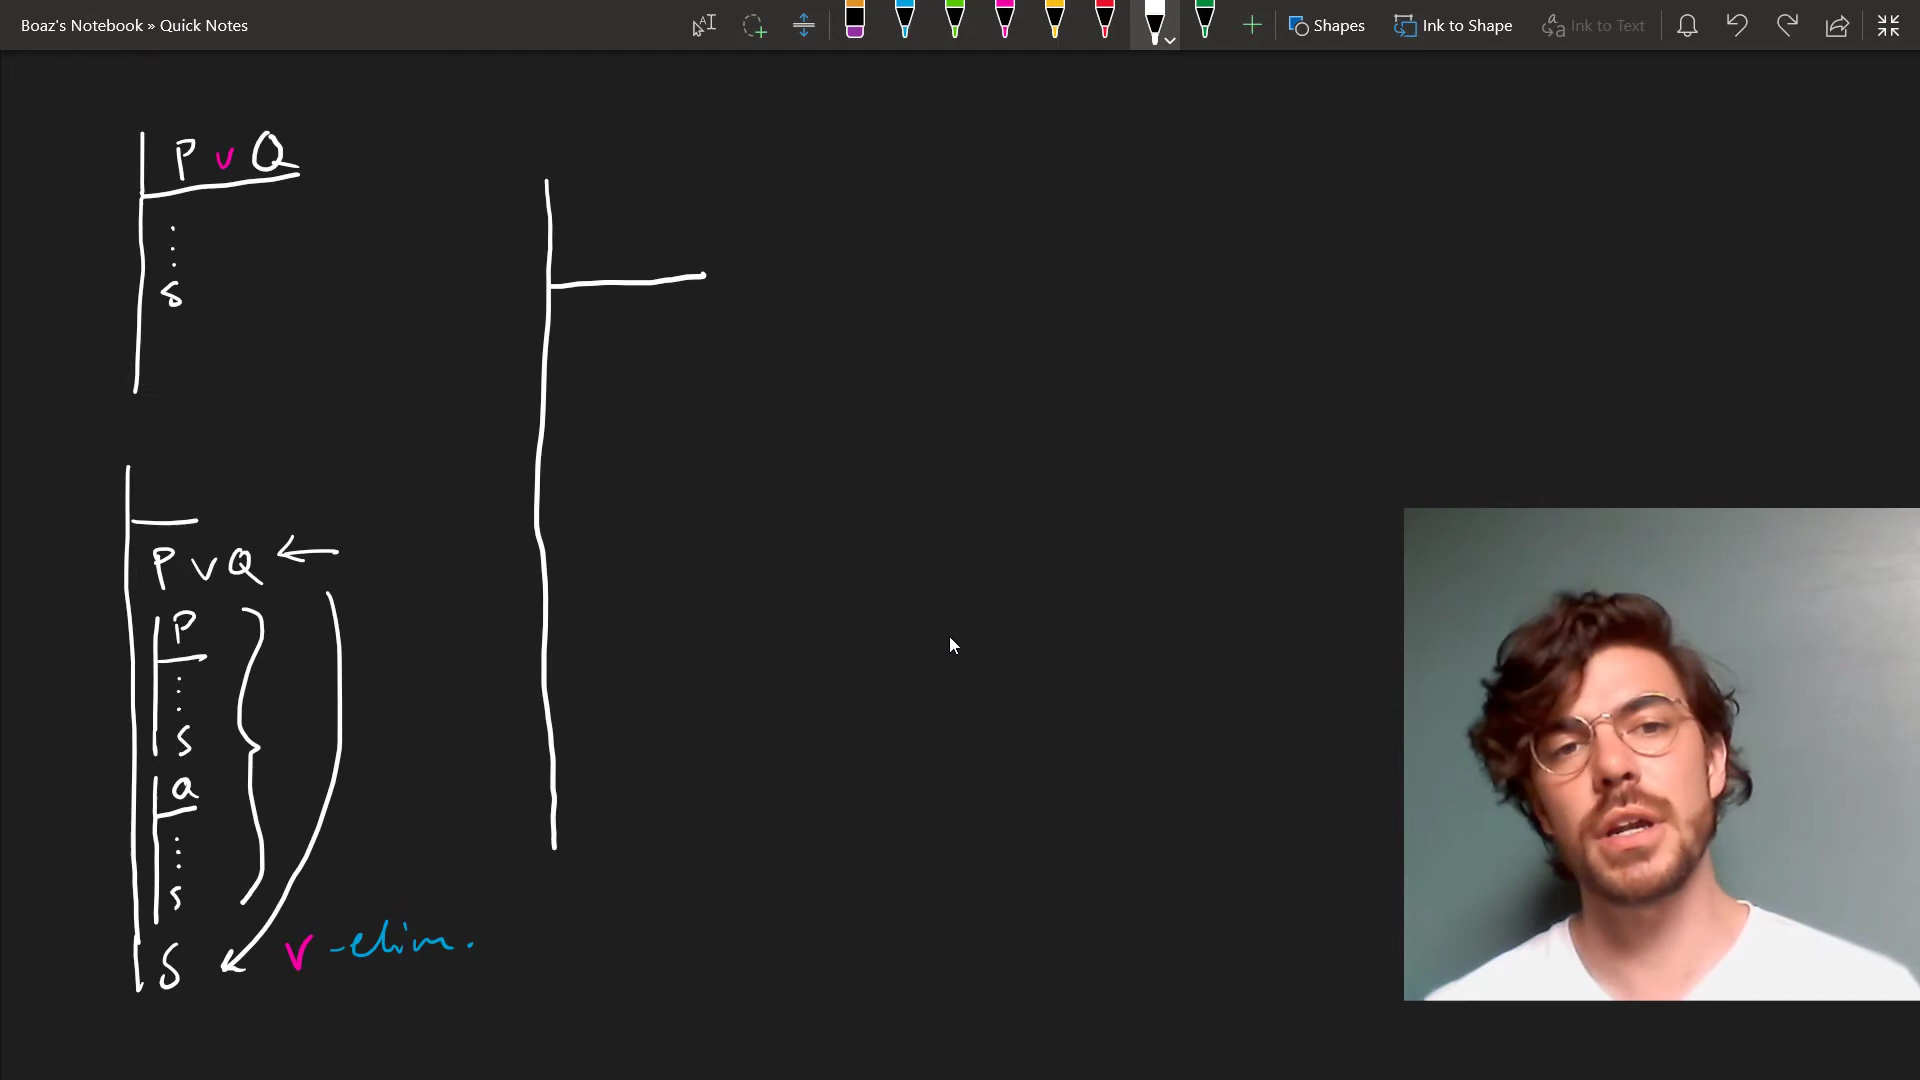 Boaz's Notebook » Quick Notes
Shapes
Ink to Shape
Ink to Text
P v Q
⋮
S
P v Q ←
P
⋮
S
Q
⋮
S
S
v -elim.